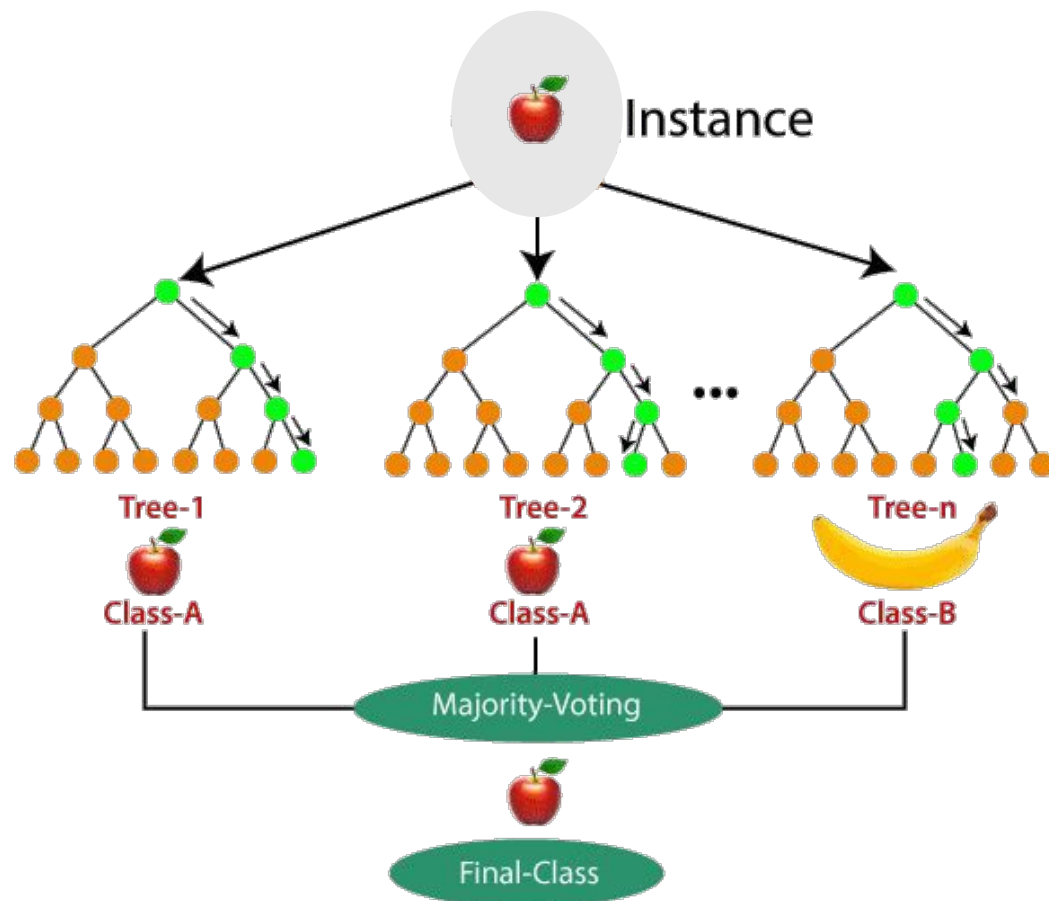 Instance
Tree-1
Tree-2
Tree-n
Class-A
Class-A
Class-B
Majority-Voting
Final-Class